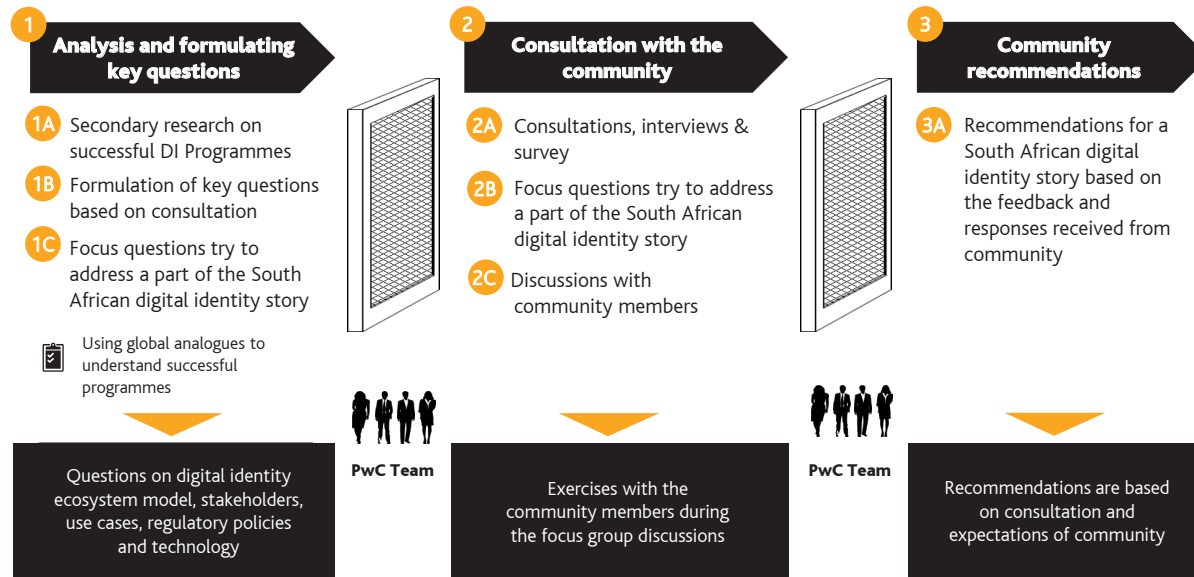 1
Analysis and formulating
key questions
1A
Secondary research on
successful DI Programmes
1B
Formulation of key questions
based on consultation
1C
Focus questions try to
address a part of the South
African digital identity story
Using global analogues to
understand successful
programmes
Questions on digital identity
ecosystem model, stakeholders,
use cases, regulatory policies
and technology
PwC Team
2
Consultation with the
community
2A
Consultations, interviews &
survey
2B
Focus questions try to address
a part of the South African
digital identity story
2C
Discussions with
community members
Exercises with the
community members during
the focus group discussions
PwC Team
3
Community
recommendations
3A
Recommendations for a
South African digital
identity story based on
the feedback and
responses received from
community
Recommendations are based
on consultation and
expectations of community